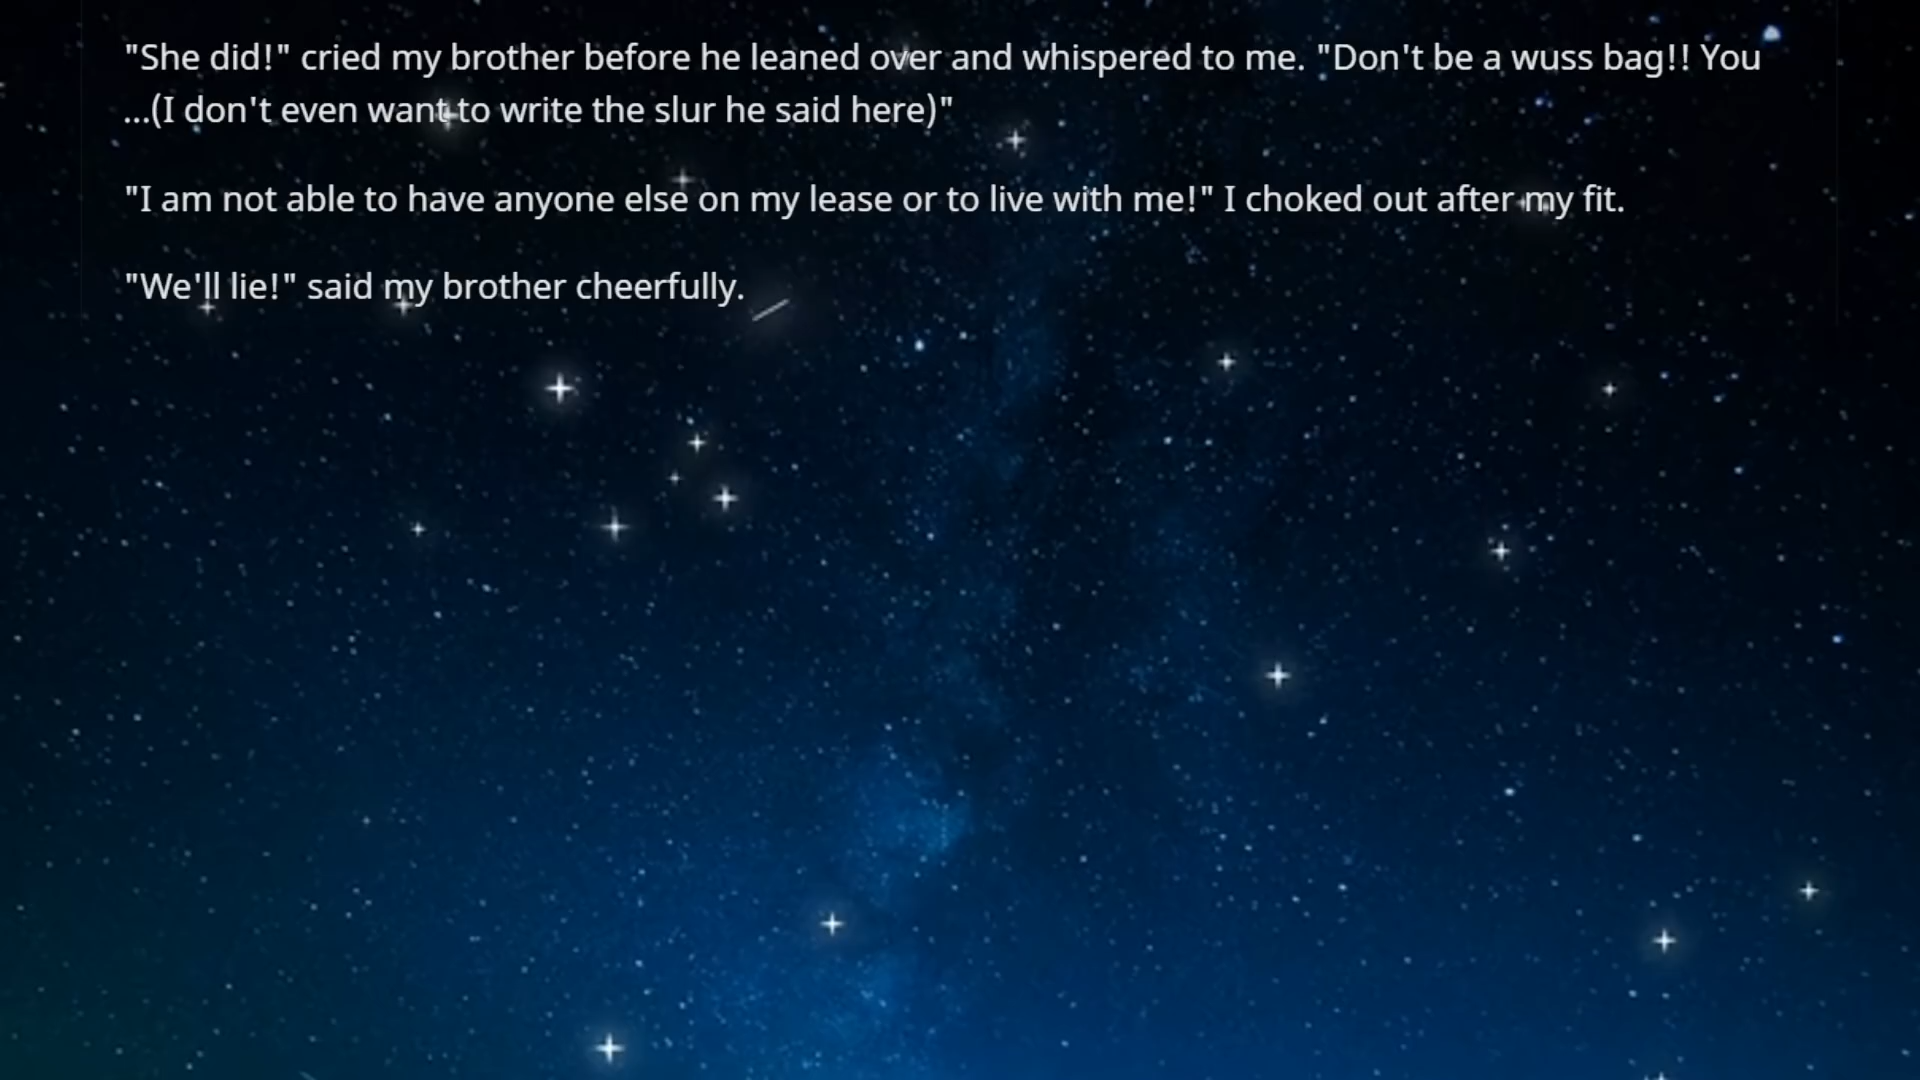 "She did!" cried my brother before he leaned over and whispered to me. "Don't be a wuss bag!! You
...(I don't even want to write the slur he said here)"
"I am not able to have anyone else on my lease or to live with me!" I choked out after my fit.
"We'll lie!" said my brother cheerfully.